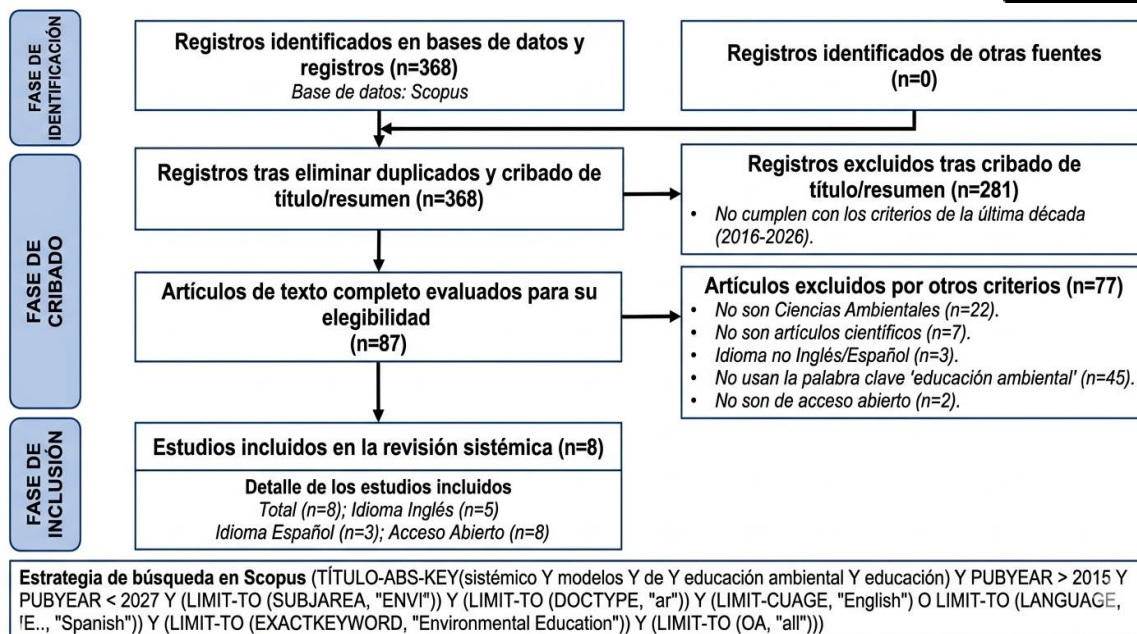 FASE DE
IDENTIFICACIÓN
Registros identificados en bases de datos y
registros (n=368)
Base de datos: Scopus
Registros identificados de otras fuentes
(n=0)
FASE DE
CRIBADO
Registros tras eliminar duplicados y cribado de
título/resumen (n=368)
Registros excluidos tras cribado de
título/resumen (n=281)
• No cumplen con los criterios de la última década
(2016-2026).
Artículos de texto completo evaluados para su
elegibilidad
(n=87)
Artículos excluidos por otros criterios (n=77)
• No son Ciencias Ambientales (n=22).
• No son artículos científicos (n=7).
• Idioma no Inglés/Español (n=3).
• No usan la palabra clave 'educación ambiental' (n=45).
• No son de acceso abierto (n=2).
FASE DE
INCLUSIÓN
Estudios incluidos en la revisión sistémica (n=8)
Detalle de los estudios incluidos
Total (n=8); Idioma Inglés (n=5)
Idioma Español (n=3); Acceso Abierto (n=8)
Estrategia de búsqueda en Scopus (TÍTULO-ABS-KEY(sistémico Y modelos Y de Y educación ambiental Y educación) Y PUBYEAR > 2015 Y
PUBYEAR < 2027 Y (LIMIT-TO (SUBJAREA, "ENVI")) Y (LIMIT-TO (DOCTYPE, "ar")) Y (LIMIT-CUAGE, "English") O LIMIT-TO (LANGUAGE,
'E.., "Spanish")) Y (LIMIT-TO (EXACTKEYWORD, "Environmental Education")) Y (LIMIT-TO (OA, "all")))